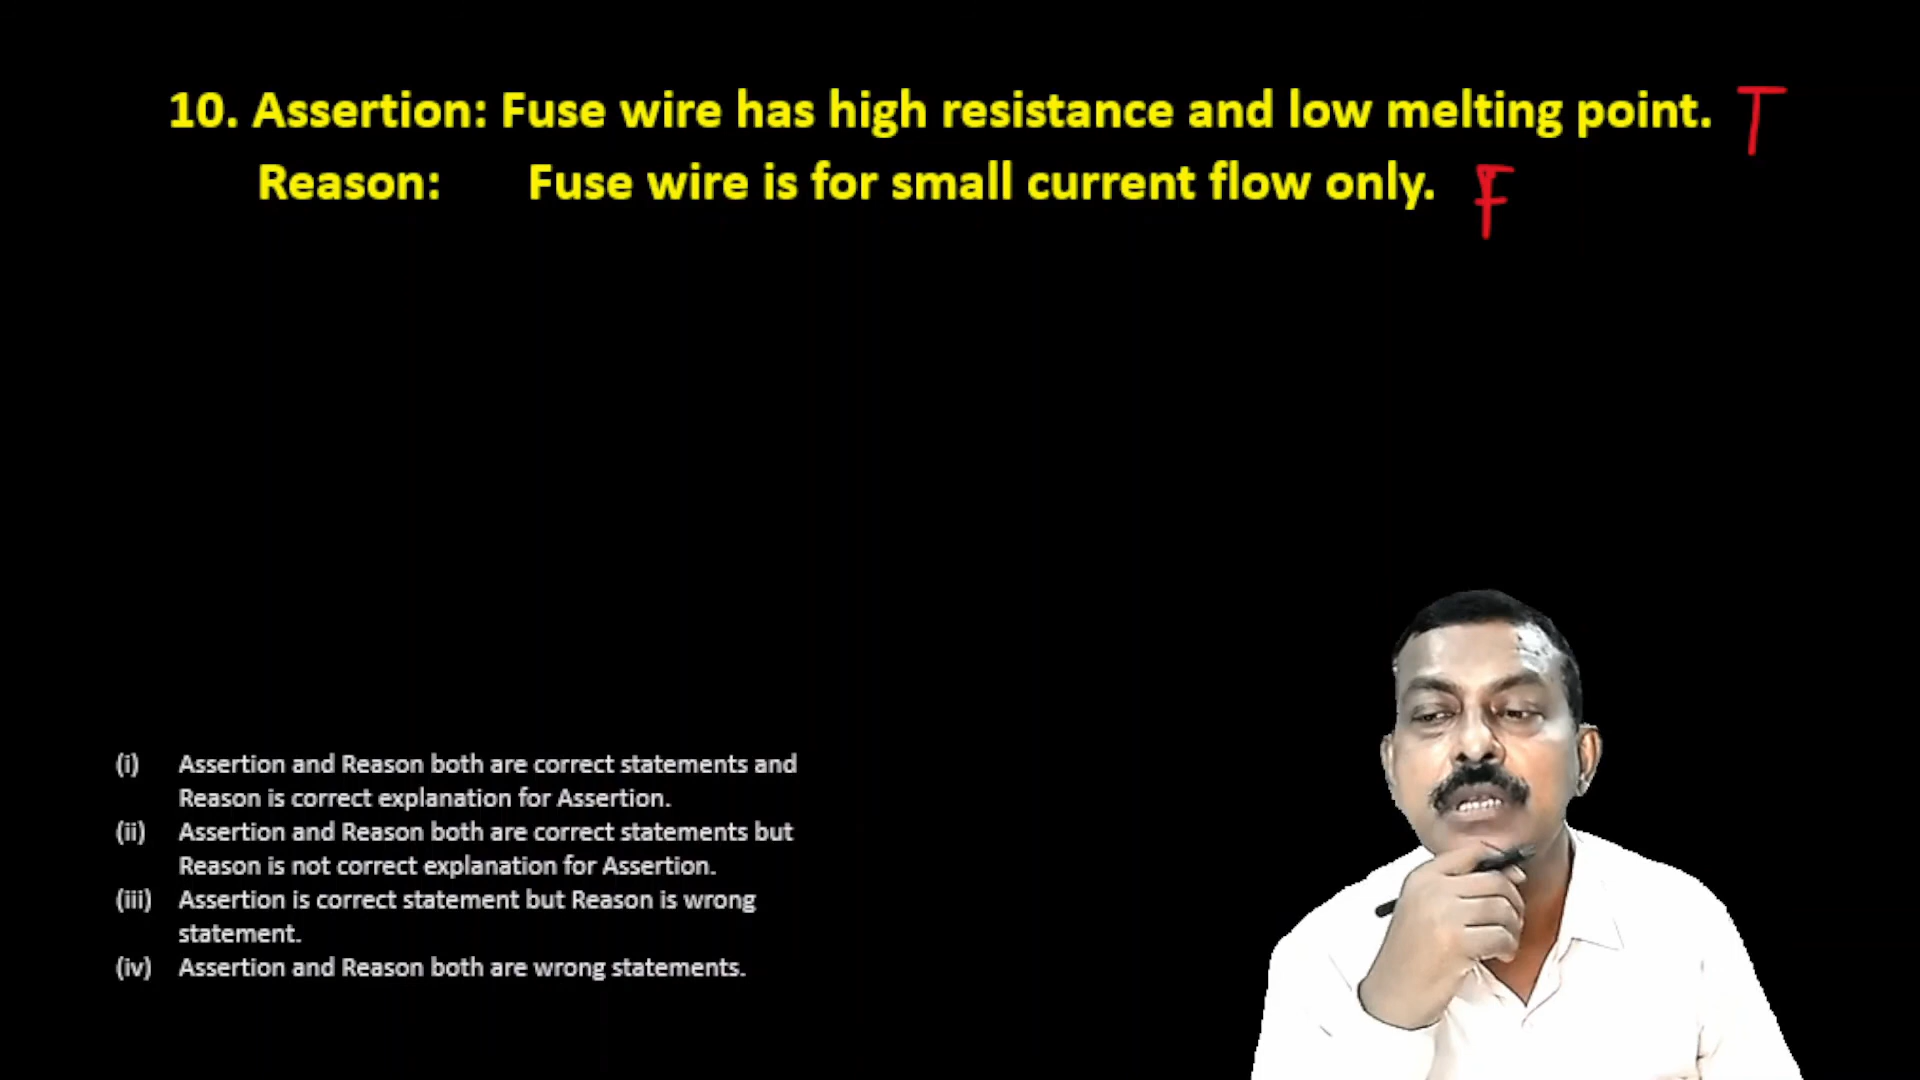 10. Assertion: Fuse wire has high resistance and low melting point. T
Reason: Fuse wire is for small current flow only. F
(i) Assertion and Reason both are correct statements and
Reason is correct explanation for Assertion.
(ii) Assertion and Reason both are correct statements but
Reason is not correct explanation for Assertion.
(iii) Assertion is correct statement but Reason is wrong
statement.
(iv) Assertion and Reason both are wrong statements.